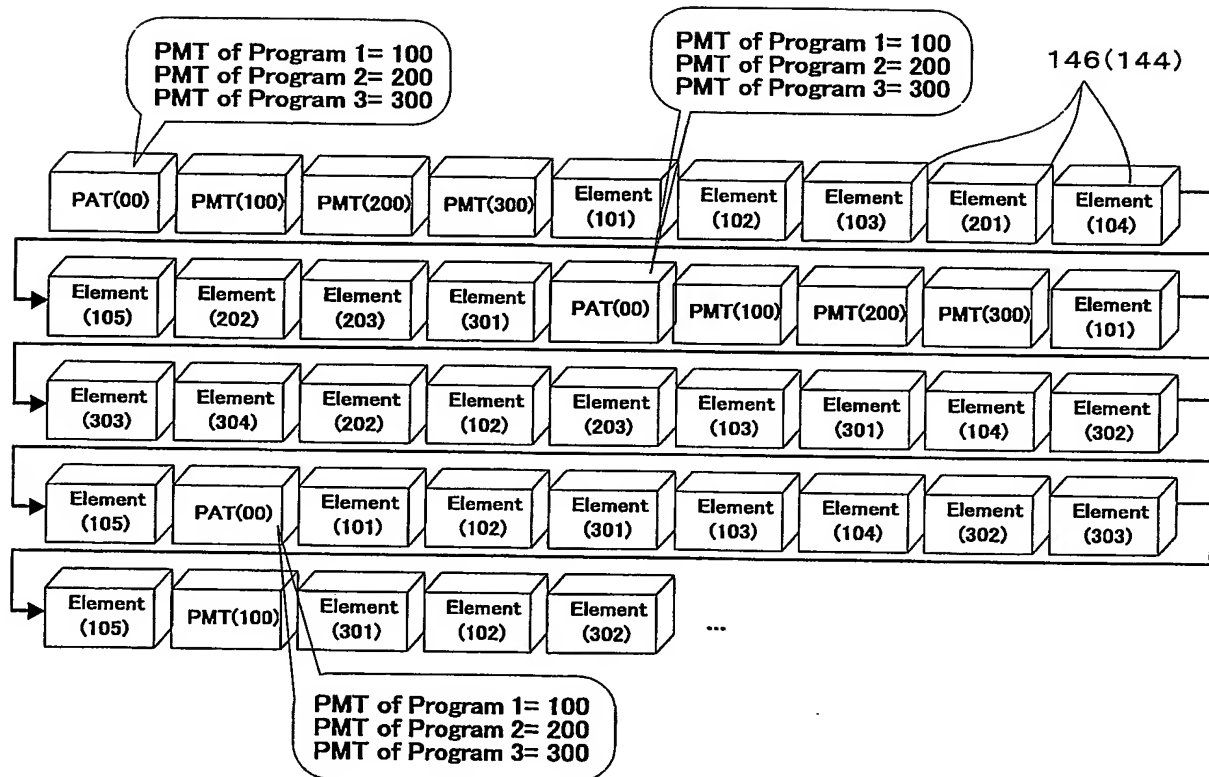 PMT of Program 1= 100
PMT of Program 2= 200
PMT of Program 3= 300
PMT of Program 1= 100
PMT of Program 2= 200
PMT of Program 3= 300
146(144)
PAT(00) PMT(100) PMT(200) PMT(300) Element (101) Element (102) Element (103) Element (201) Element (104)
Element (105) Element (202) Element (203) Element (301) PAT(00) PMT(100) PMT(200) PMT(300) Element (101)
Element (303) Element (304) Element (202) Element (102) Element (203) Element (103) Element (301) Element (104) Element (302)
Element (105) PAT(00) Element (101) Element (102) Element (301) Element (103) Element (104) Element (302) Element (303)
Element (105) PMT(100) Element (301) Element (102) Element (302) ...
PMT of Program 1= 100
PMT of Program 2= 200
PMT of Program 3= 300